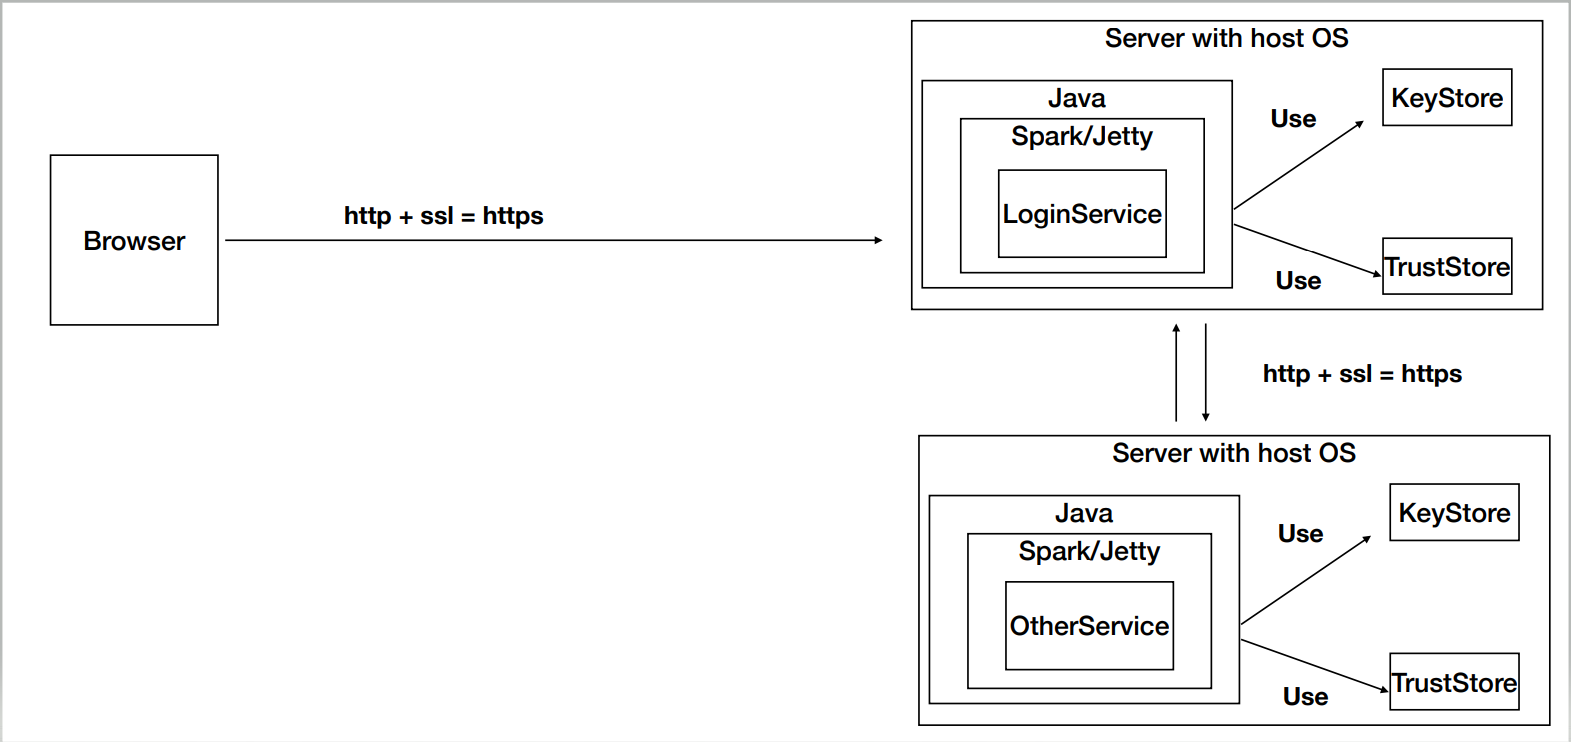 Server with host OS
Java
KeyStore
Use
Spark/Jetty
http + ssl = https
LoginService
Browser
TrustStore
Use
http + ssl = https
Server with host OS
Java
KeyStore
Use
Spark/Jetty
OtherService
TrustStore
Use